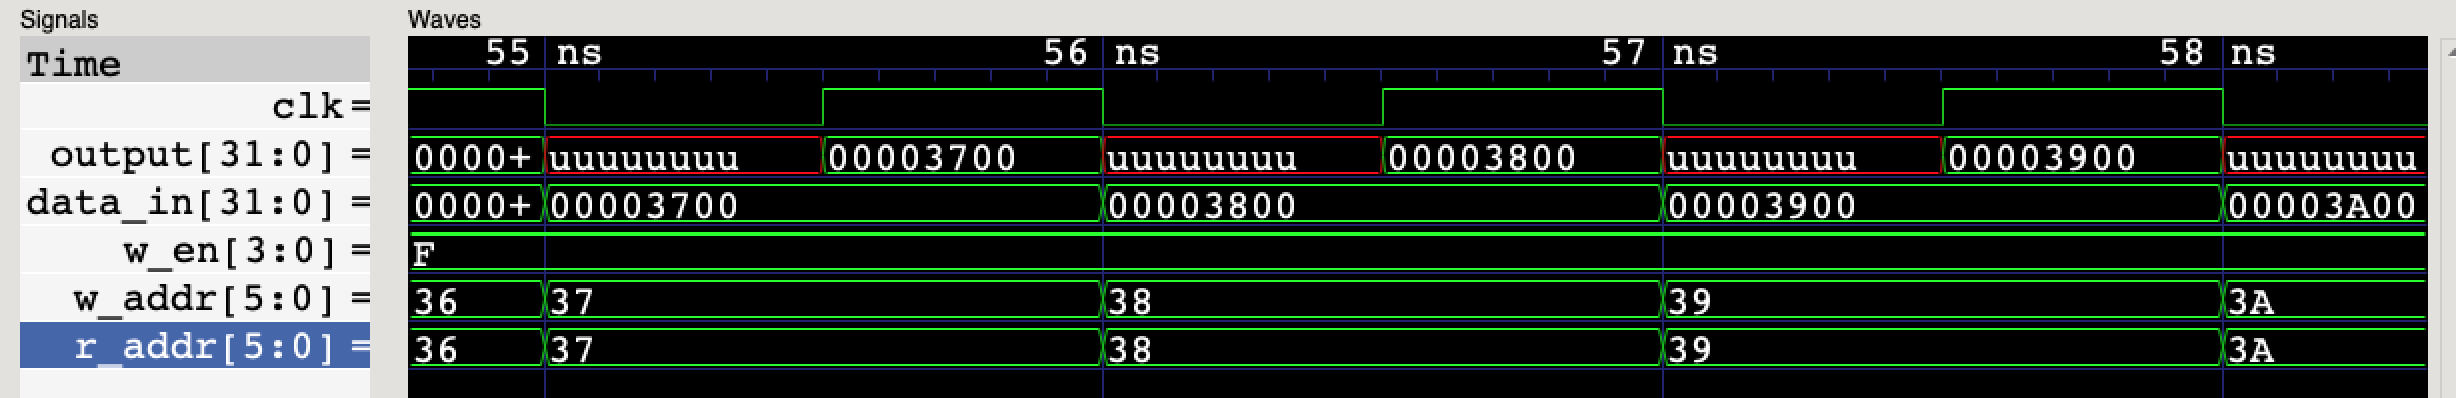 Signals Waves
Time 55 ns 56 ns 57 ns 58 ns
clk=
output[31:0] = 0000+ uuuuuuuu 00003700 uuuuuuuu 00003800 uuuuuuuu 00003900 uuuuuuuu
data_in[31:0] = 0000+ 00003700 00003800 00003900 00003A00
w_en[3:0] = F
w_addr[5:0] = 36 37 38 39 3A
r_addr[5:0] = 36 37 38 39 3A